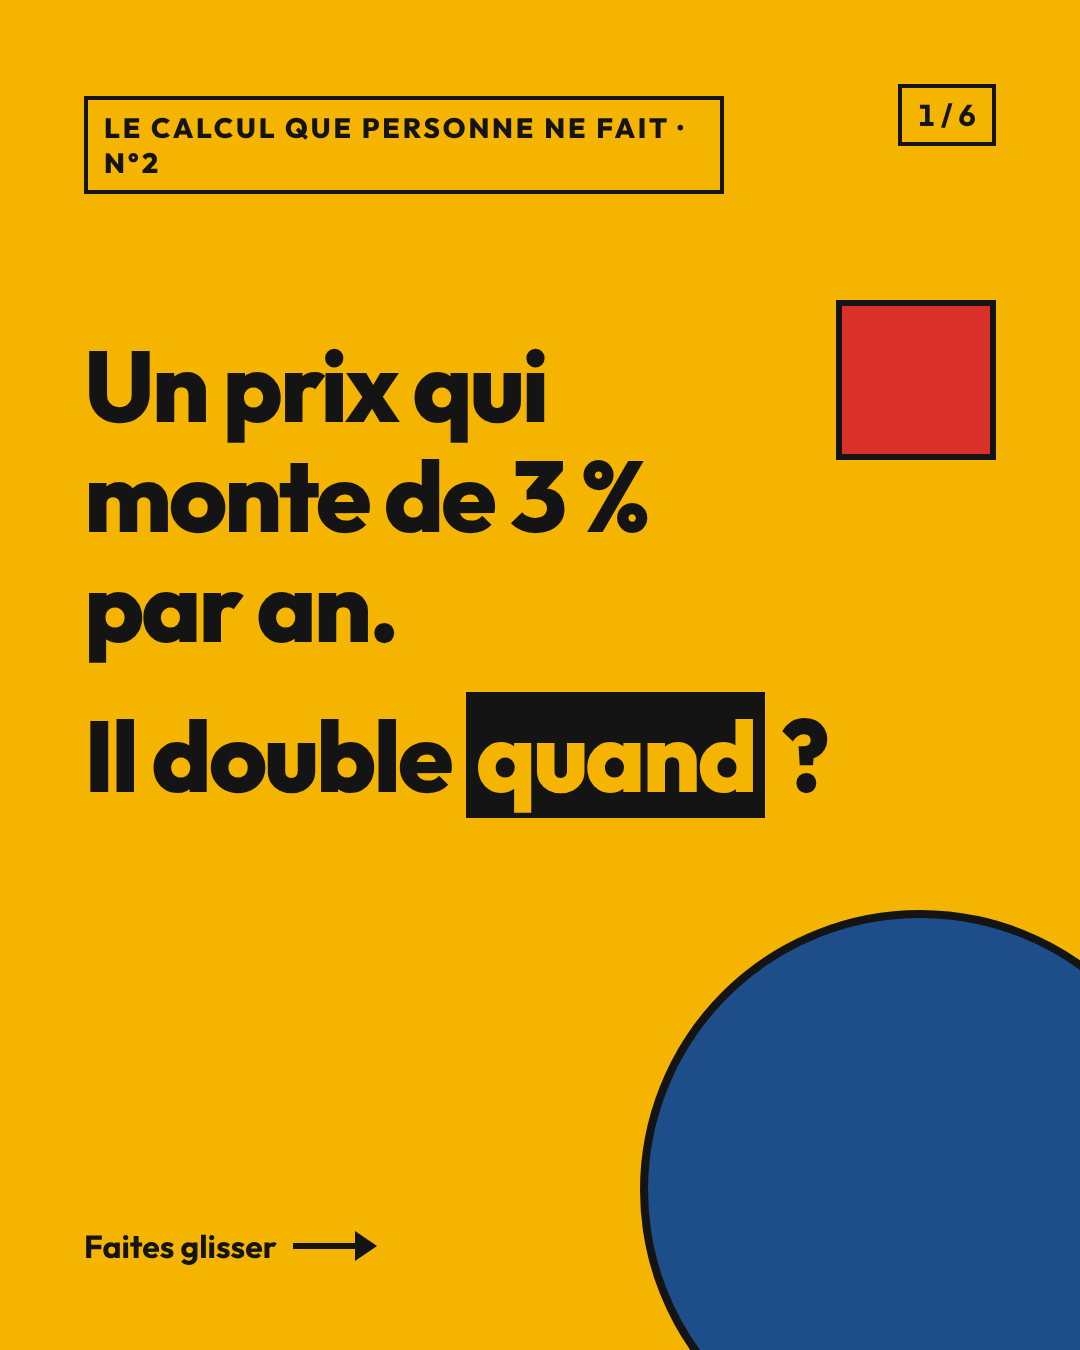 LE CALCUL QUE PERSONNE NE FAIT ·
N°2
1/6
Un prix qui
monte de 3 %
par an.
Il double quand ?
Faites glisser